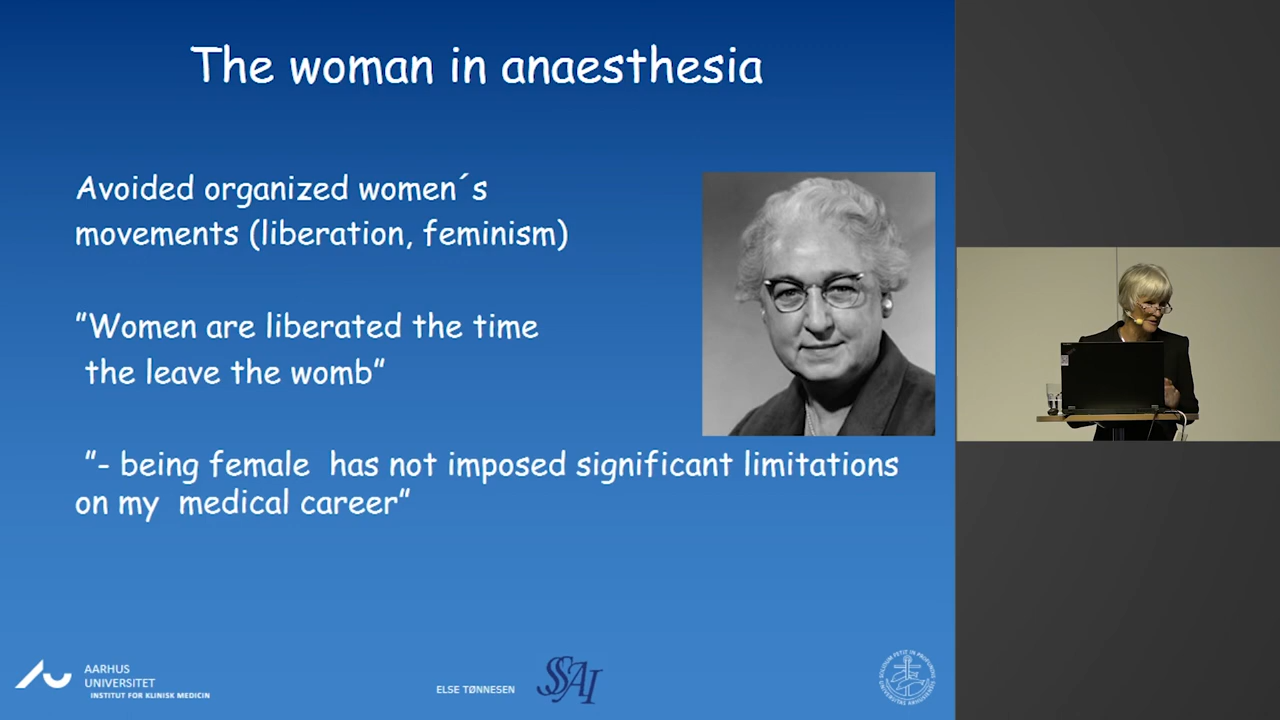 The woman in anaesthesia
Avoided organized women´s
movements (liberation, feminism)
”Women are liberated the time
the leave the womb”
”- being female has not imposed significant limitations
on my medical career”
AARHUS
UNIVERSITET
INSTITUT FOR KLINISK MEDICIN
ELSE TØNNESEN
SSAI